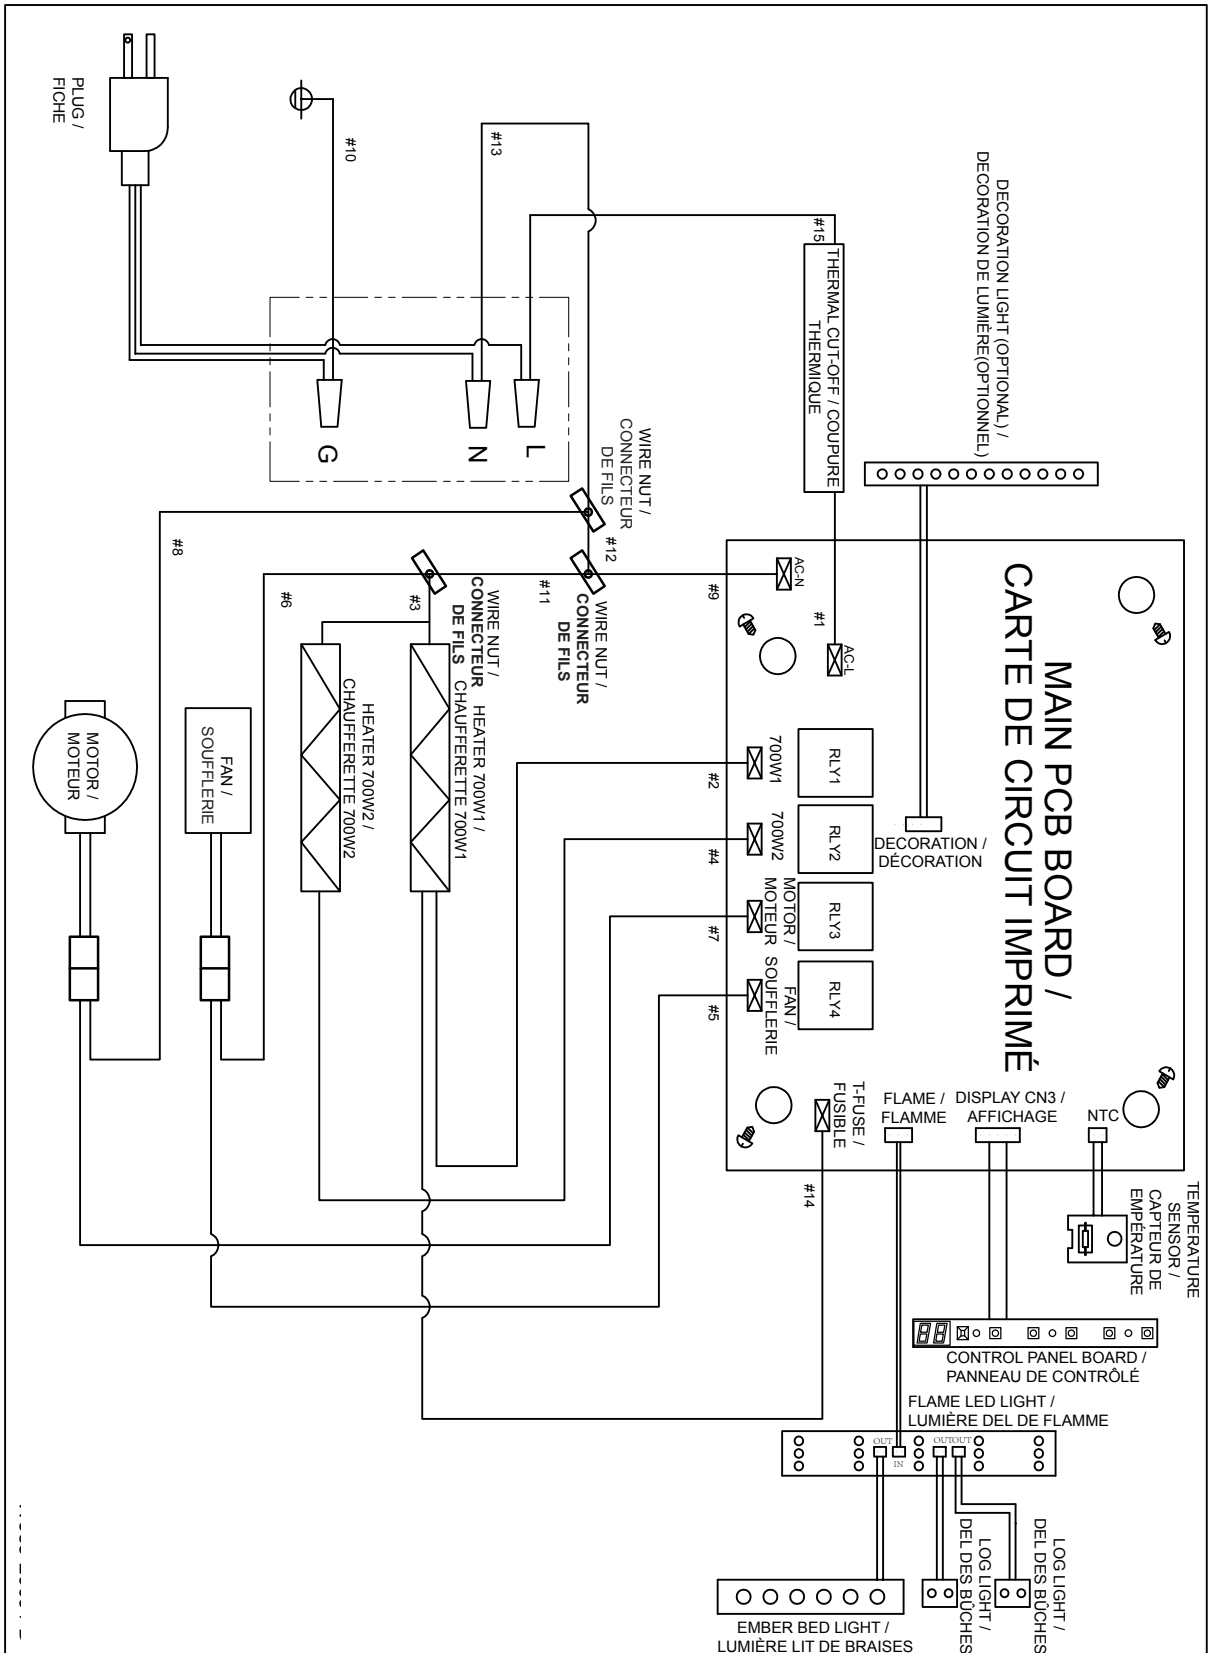 PLUG /
FICHE
#10
#13
#15
THERMAL CUT-OFF / COUPURE
THERMIQUE
DECORATION LIGHT (OPTIONAL) /
DECORATION DE LUMIÈRE(OPTIONNEL)
G
N
L
WIRE NUT /
CONNECTEUR
DE FILS
#12
#8
#6
#3
#11
#9
#1
WIRE NUT /
CONNECTEUR
DE FILS
WIRE NUT /
CONNECTEUR
DE FILS
AC-N
AC-L
MAIN PCB BOARD /
CARTE DE CIRCUIT IMPRIMÉ
MOTOR /
MOTEUR
FAN /
SOUFFLERIE
HEATER 700W2 /
CHAUFFERETTE 700W2
HEATER 700W1 /
CHAUFFERETTE 700W1
700W1
RLY1
#2
700W2
RLY2
#4
MOTOR /
MOTEUR
RLY3
#7
FAN /
SOUFFLERIE
RLY4
#5
DECORATION /
DÉCORATION
T-FUSE /
FUSIBLE
#14
FLAME /
FLAMME
DISPLAY CN3 /
AFFICHAGE
NTC
TEMPERATURE
SENSOR /
CAPTEUR DE
EMPÉRATURE
88
CONTROL PANEL BOARD /
PANNEAU DE CONTRÔLÉ
FLAME LED LIGHT /
LUMIÈRE DEL DE FLAMME
OUT
IN
OUT
OUT
LOG LIGHT /
DEL DES BÛCHES
LOG LIGHT /
DEL DES BÛCHES
EMBER BED LIGHT /
LUMIÈRE LIT DE BRAISES